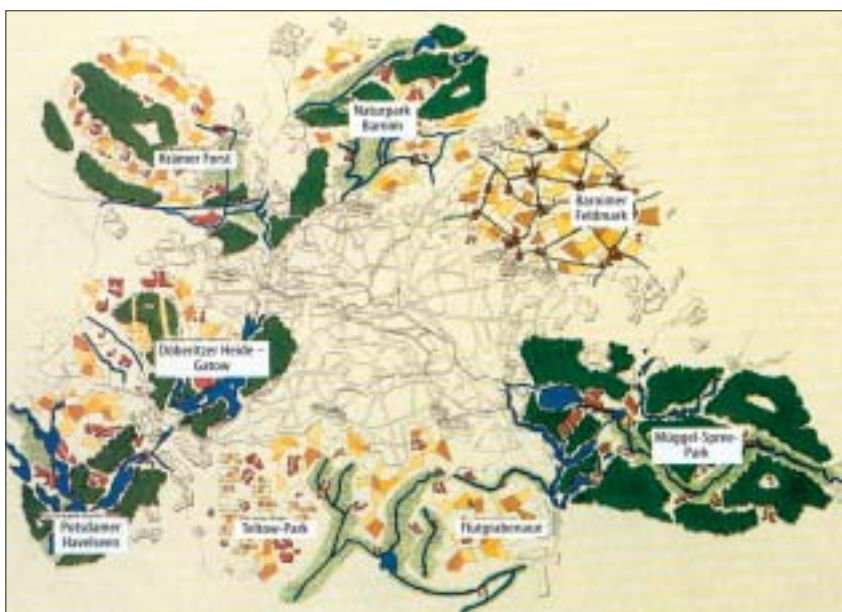 Naturpark
Barnim
Krämer Forst
Barnimer
Feldmark
Döberitzer Heide –
Gatow
Müggel-Spree-
Park
Potsdamer
Havelseen
Teltow-Park
Flutgrabenaue